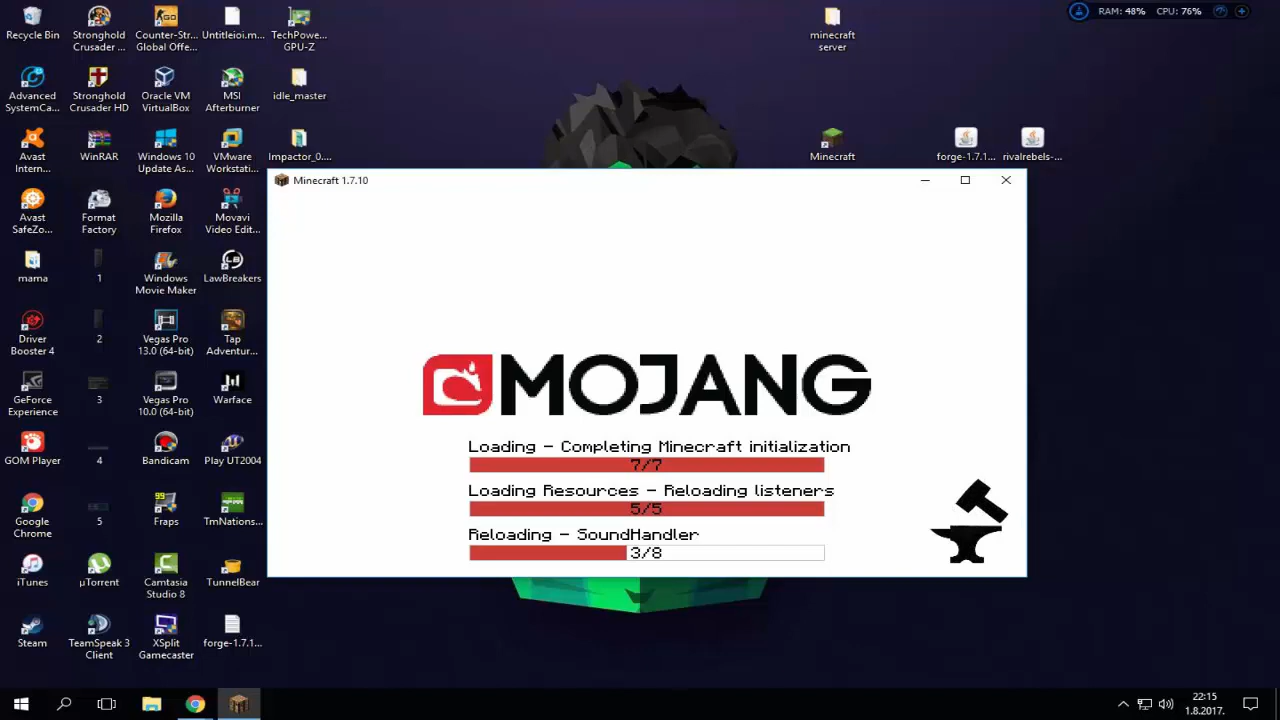 RAM: 48% CPU: 76%
Recycle Bin
Stronghold
Crusader ...
Counter-Str...
Global Offe...
Untitleioi.m...
TechPowe...
GPU-Z
minecraft
server
Advanced
SystemCa...
Stronghold
Crusader HD
Oracle VM
VirtualBox
MSI
Afterburner
idle_master
Avast
Intern...
WinRAR
Windows 10
Update As...
VMware
Workstati...
Impactor_0....
Minecraft
forge-1.7.1...
rivalrebels-...
Minecraft 1.7.10
Avast
SafeZo...
Format
Factory
Mozilla
Firefox
Movavi
Video Edit...
mama
1
Windows
Movie Maker
LawBreakers
Driver
Booster 4
2
Vegas Pro
13.0 (64-bit)
Tap
Adventur...
GeForce
Experience
3
Vegas Pro
10.0 (64-bit)
Warface
MOJANG
GOM Player
4
Bandicam
Play UT2004
Loading - Completing Minecraft initialization
7/7
Loading Resources - Reloading listeners
5/5
Reloading - SoundHandler
3/8
Google
Chrome
5
99
Fraps
TmNations...
iTunes
µTorrent
Camtasia
Studio 8
TunnelBear
Steam
TeamSpeak 3
Client
XSplit
Gamecaster
forge-1.7.1...
22:15
1.8.2017.